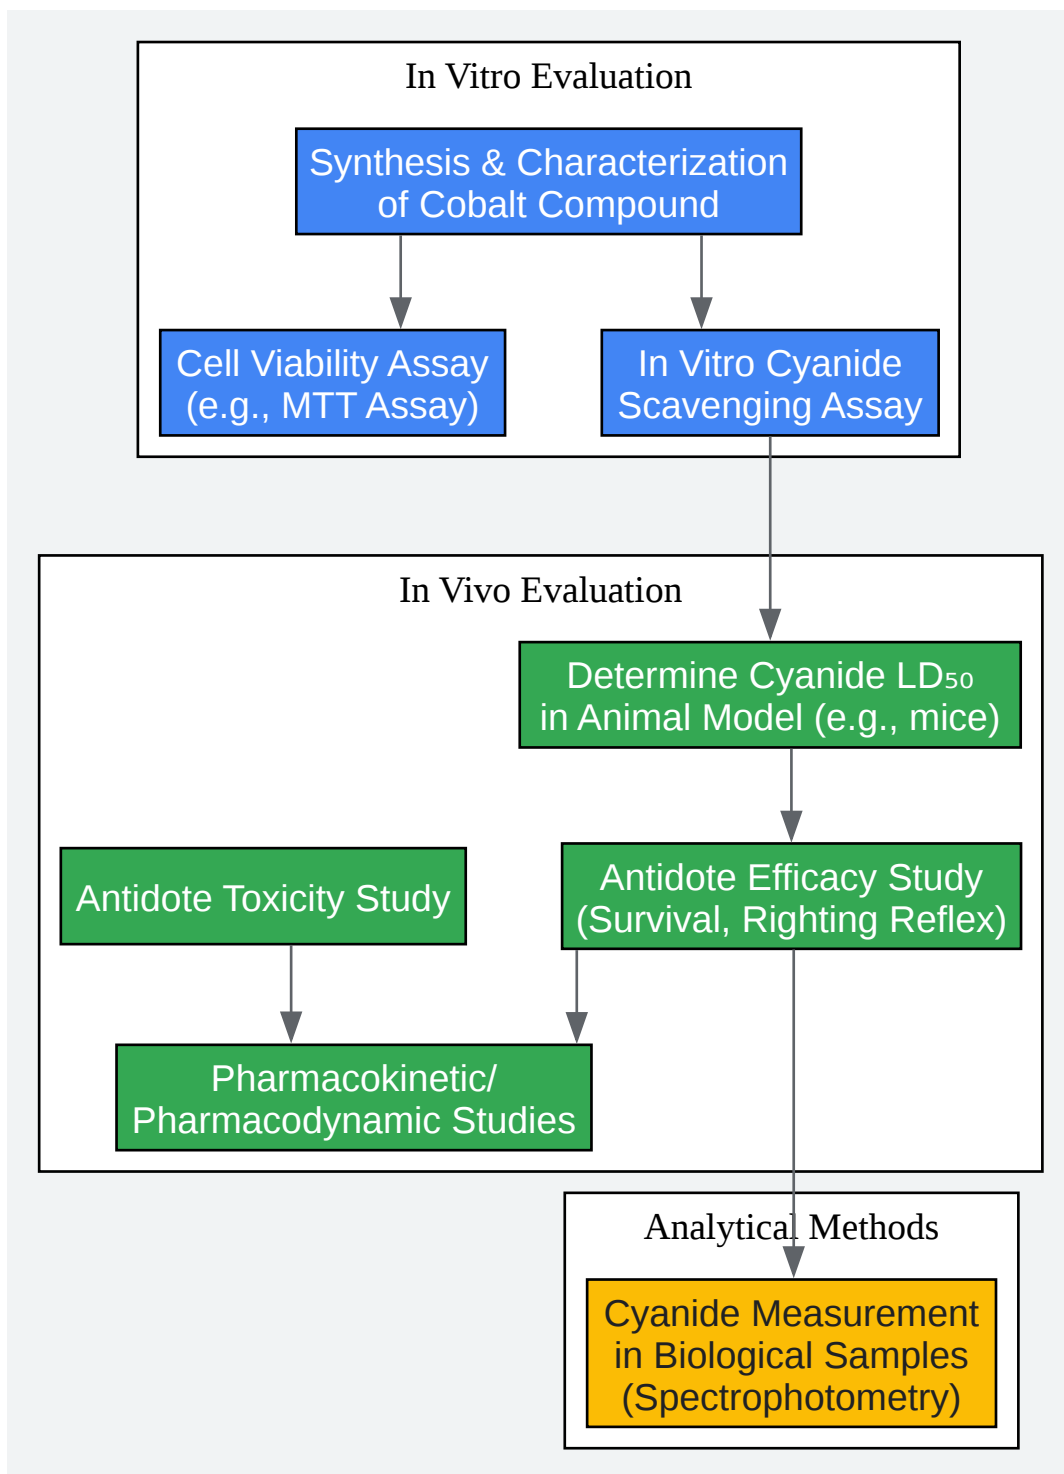 In Vitro Evaluation
Synthesis & Characterization
of Cobalt Compound
Cell Viability Assay
(e.g., MTT Assay)
In Vitro Cyanide
Scavenging Assay
In Vivo Evaluation
Determine Cyanide LD₅₀
in Animal Model (e.g., mice)
Antidote Toxicity Study
Antidote Efficacy Study
(Survival, Righting Reflex)
Pharmacokinetic/
Pharmacodynamic Studies
Analytical Methods
Cyanide Measurement
in Biological Samples
(Spectrophotometry)